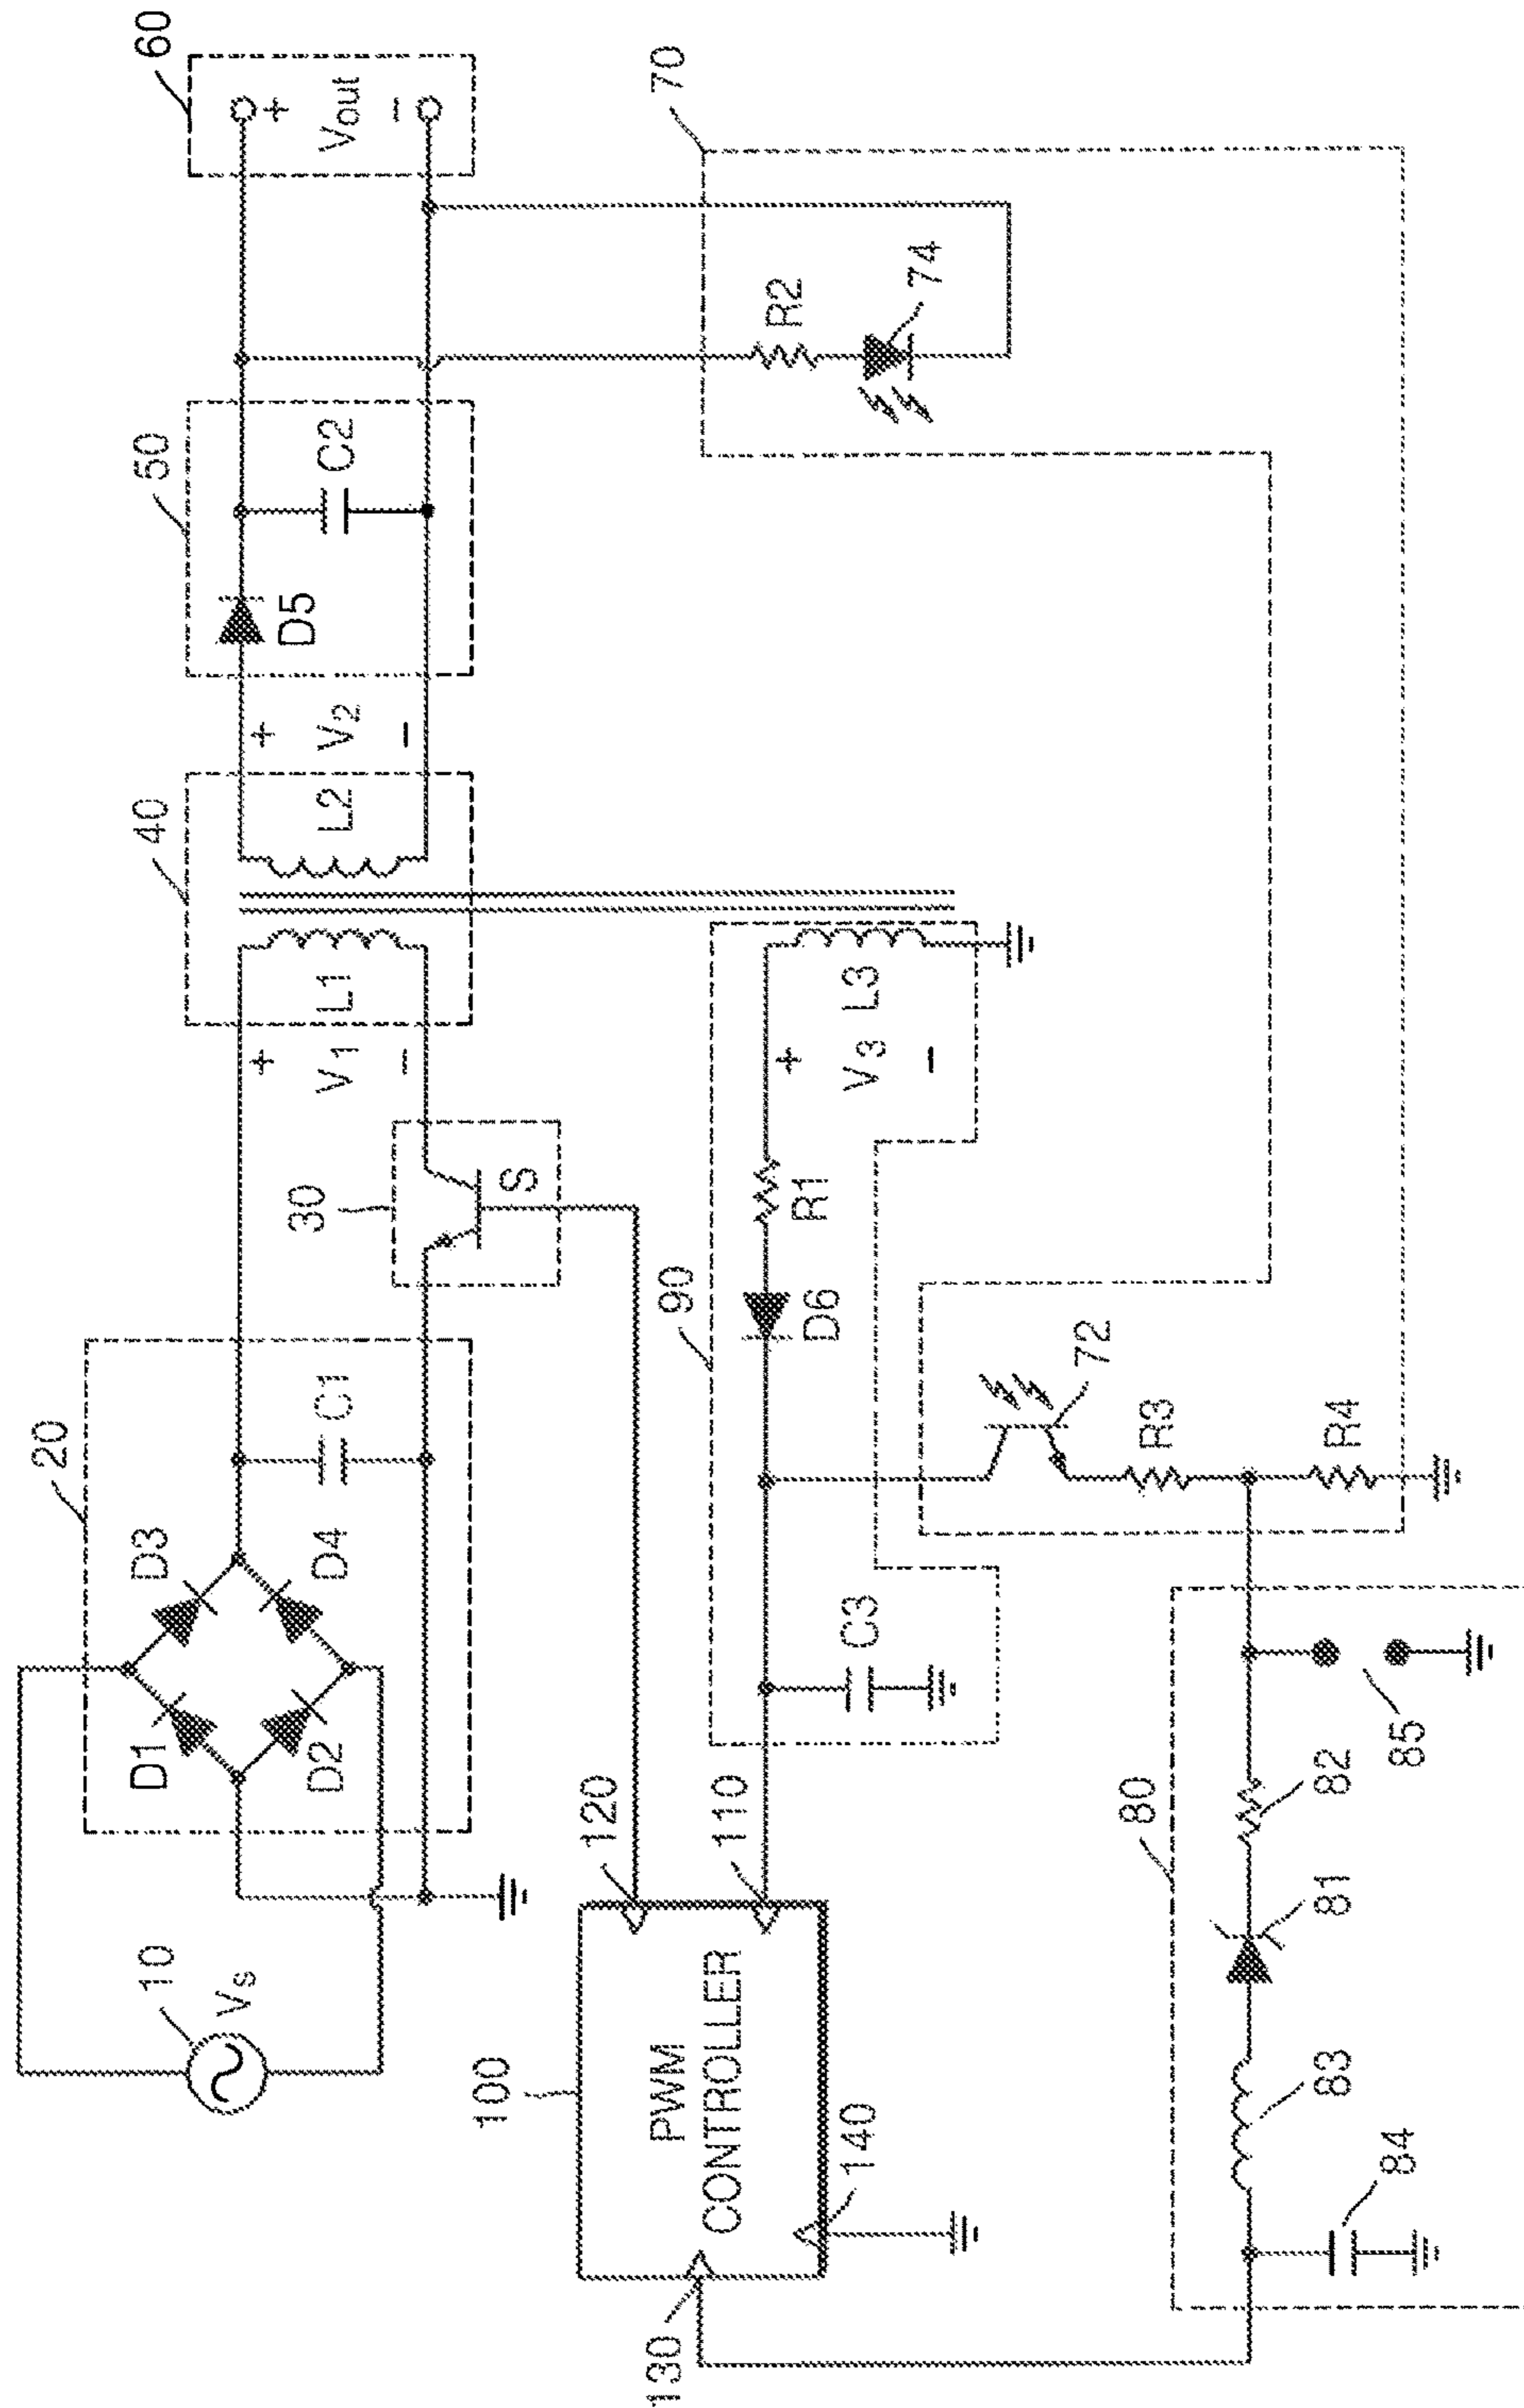 10
Vs
20
D1
D3
D2
D4
C1
30
S
+
V1
−
40
L1
L2
+
V2
−
50
D5
C2
60
+
Vout
−
100
PWM
CONTROLLER
120
110
130
140
90
C3
D6
R1
+
V3
−
L3
70
R2
74
72
R3
R4
80
84
83
81
82
85